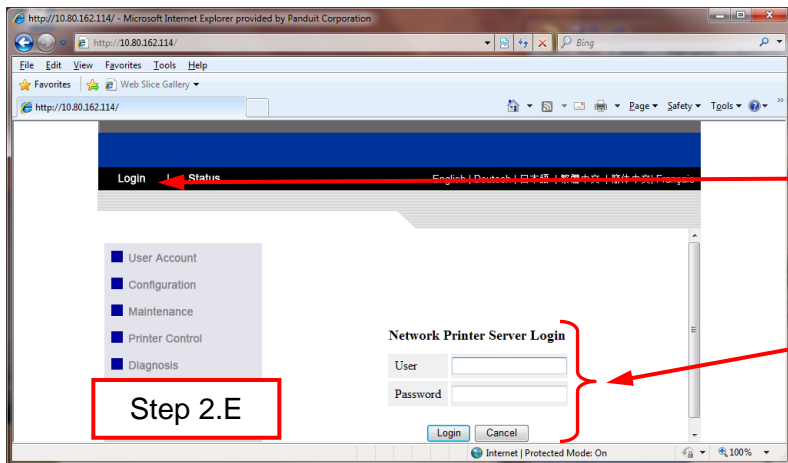 http://10.80.162.114/ - Microsoft Internet Explorer provided by Panduit Corporation
http://10.80.162.114/
Bing
File Edit View Favorites Tools Help
Favorites Web Slice Gallery
http://10.80.162.114/
Page Safety Tools
Login | Status English | Deutsch | 日本語 | 繁體中文 | 简体中文 | Français
User Account
Configuration
Maintenance
Printer Control
Diagnosis
Network Printer Server Login
User
Password
Login Cancel
Step 2.E
Internet | Protected Mode: On 100%